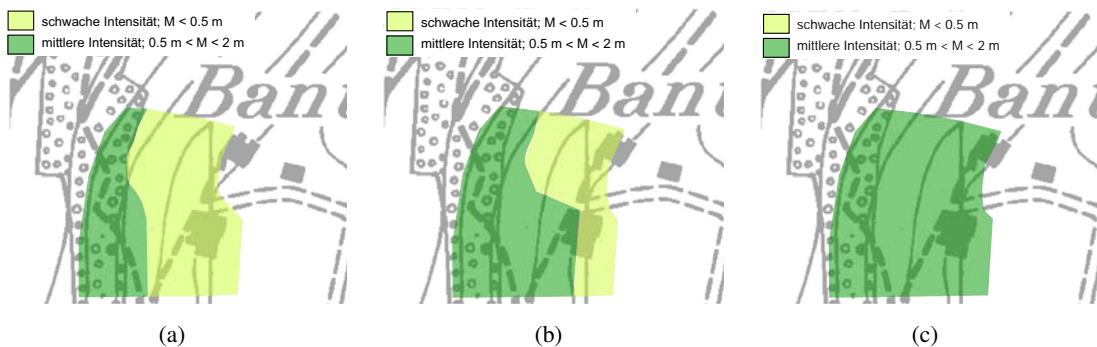 schwache Intensität; M < 0.5 m
mittlere Intensität; 0.5 m < M < 2 m
Ban
(a)
schwache Intensität; M < 0.5 m
mittlere Intensität; 0.5 m < M < 2 m
Ban
(b)
schwache Intensität; M < 0.5 m
mittlere Intensität; 0.5 m < M < 2 m
Ban
(c)